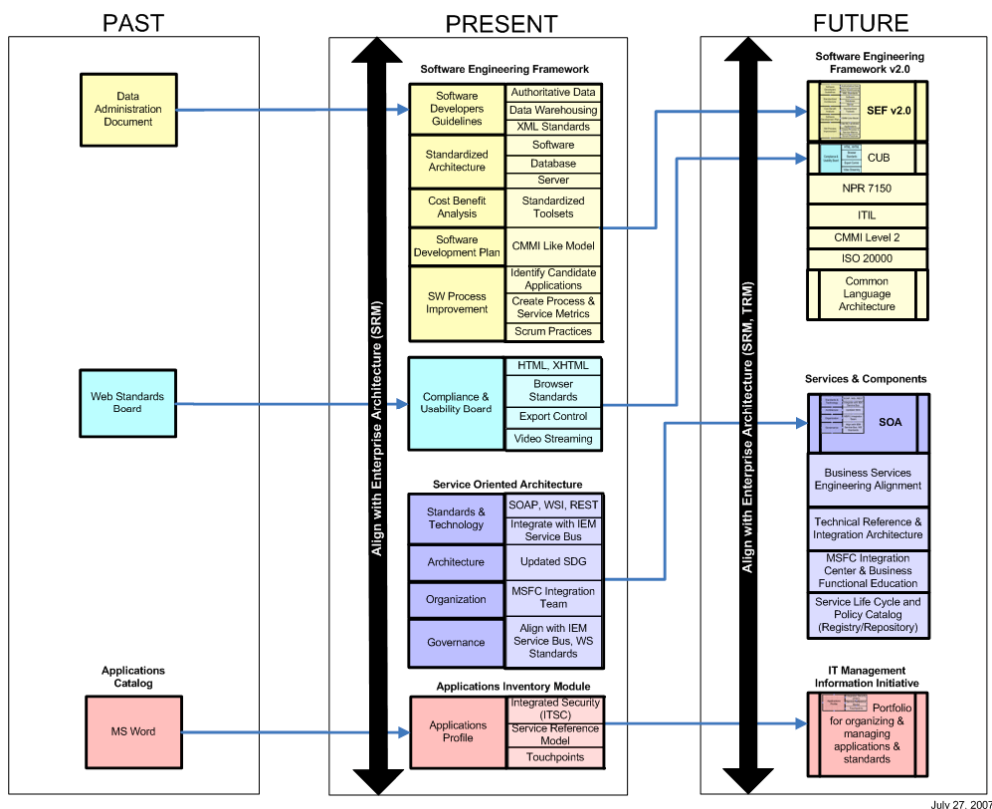 PAST
PRESENT
FUTURE
Data
Administration
Document
Web Standards
Board
Applications
Catalog
MS Word
Align with Enterprise Architecture (SRM)
Software Engineering Framework
Software
Developers
Guidelines
Authoritative Data
Data Warehousing
XML Standards
Standardized
Architecture
Software
Database
Server
Cost Benefit
Analysis
Standardized
Toolsets
Software
Development Plan
CMMI Like Model
SW Process
Improvement
Identify Candidate
Applications
Create Process &
Service Metrics
Scrum Practices
Compliance &
Usability Board
HTML, XHTML
Browser
Standards
Export Control
Video Streaming
Service Oriented Architecture
Standards &
Technology
SOAP, WSI, REST
Integrate with IEM
Service Bus
Architecture
Updated SDG
Organization
MSFC Integration
Team
Governance
Align with IEM
Service Bus, WS
Standards
Applications Inventory Module
Applications
Profile
Integrated Security
(ITSC)
Service Reference
Model
Touchpoints
Align with Enterprise Architecture (SRM, TRM)
Software Engineering
Framework v2.0
SEF v2.0
CUB
NPR 7150
ITIL
CMMI Level 2
ISO 20000
Common
Language
Architecture
Services & Components
SOA
Business Services
Engineering Alignment
Technical Reference &
Integration Architecture
MSFC Integration
Center & Business
Functional Education
Service Life Cycle and
Policy Catalog
(Registry/Repository)
IT Management
Information Initiative
Portfolio
for organizing &
managing
applications &
standards
July 27, 2007